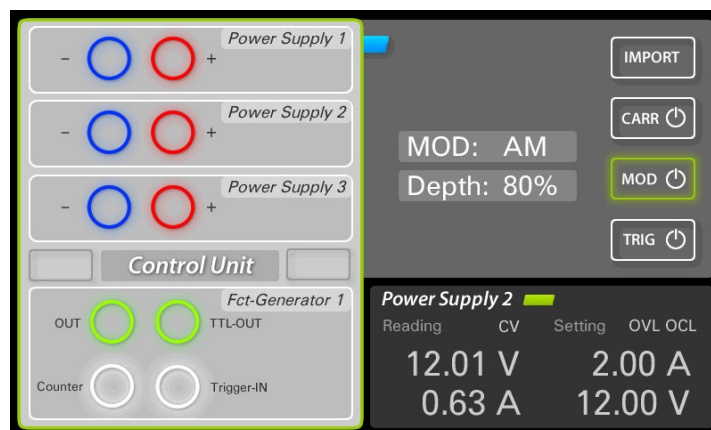 Power Supply 1
- +
Power Supply 2
- +
Power Supply 3
- +
Control Unit
Fct-Generator 1
OUT TTL-OUT
Counter Trigger-IN
IMPORT
CARR
MOD: AM
Depth: 80%
MOD
TRIG
Power Supply 2
Reading CV Setting OVL OCL
12.01 V 2.00 A
0.63 A 12.00 V